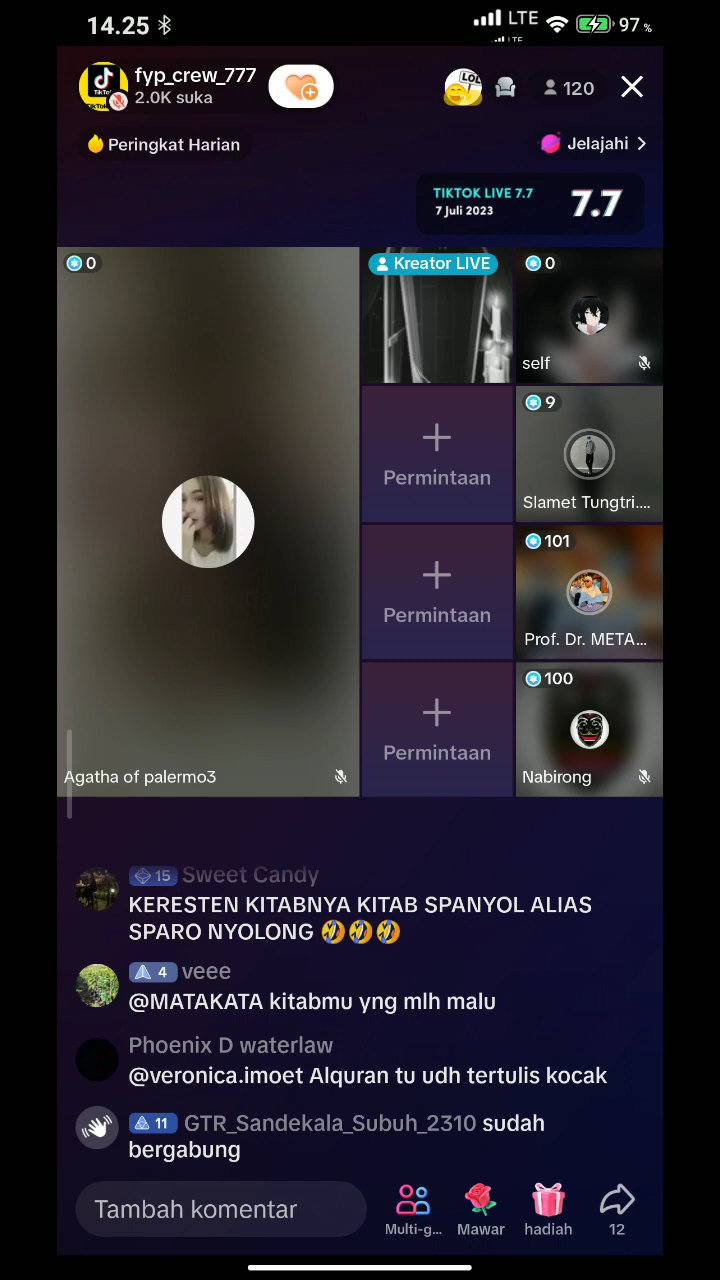 14.25
LTE
97 %
LTE
fyp_crew_777
2.0K suka
LOL
120
Peringkat Harian
Jelajahi
TIKTOK LIVE 7.7
7 Juli 2023
7.7
0
Kreator LIVE
0
self
9
Permintaan
Slamet Tungtri....
101
Permintaan
Prof. Dr. META...
100
Permintaan
Agatha of palermo3
Nabirong
15 Sweet Candy
KERESTEN KITABNYA KITAB SPANYOL ALIAS
SPARO NYOLONG 🤣🤣🤣
4 veee
@MATAKATA kitabmu yng mlh malu
Phoenix D waterlaw
@veronica.imoet Alquran tu udh tertulis kocak
11 GTR_Sandekala_Subuh_2310 sudah
bergabung
Tambah komentar
Multi-g...
Mawar
hadiah
12